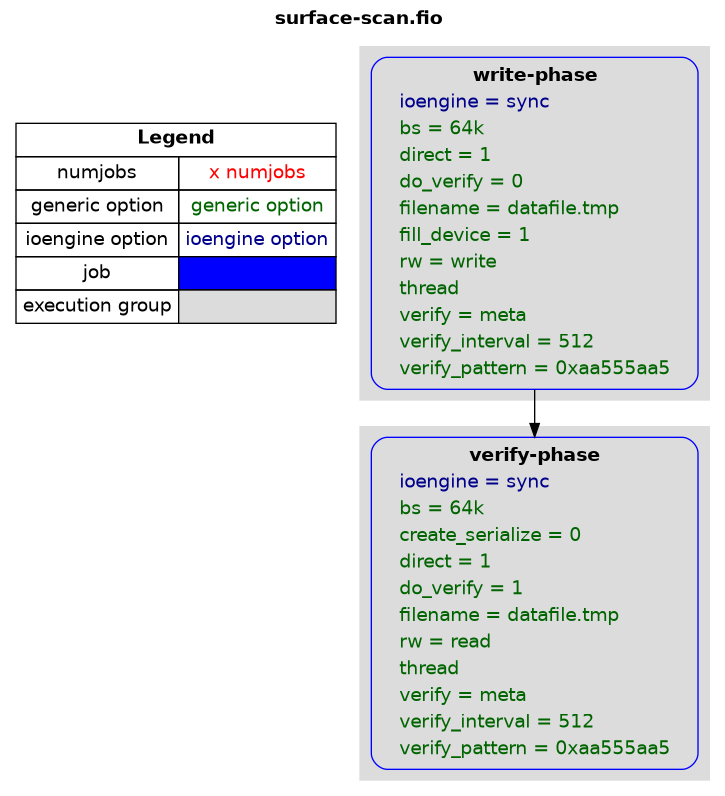 surface-scan.fio
Legend
numjobs x numjobs
generic option generic option
ioengine option ioengine option
job
execution group
write-phase
ioengine = sync
bs = 64k
direct = 1
do_verify = 0
filename = datafile.tmp
fill_device = 1
rw = write
thread
verify = meta
verify_interval = 512
verify_pattern = 0xaa555aa5
verify-phase
ioengine = sync
bs = 64k
create_serialize = 0
direct = 1
do_verify = 1
filename = datafile.tmp
rw = read
thread
verify = meta
verify_interval = 512
verify_pattern = 0xaa555aa5